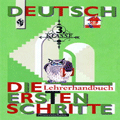 DEUTSCH
3
KLASSE
DIE
Lehrerhandbuch
ERSTEN
SCHRITTE